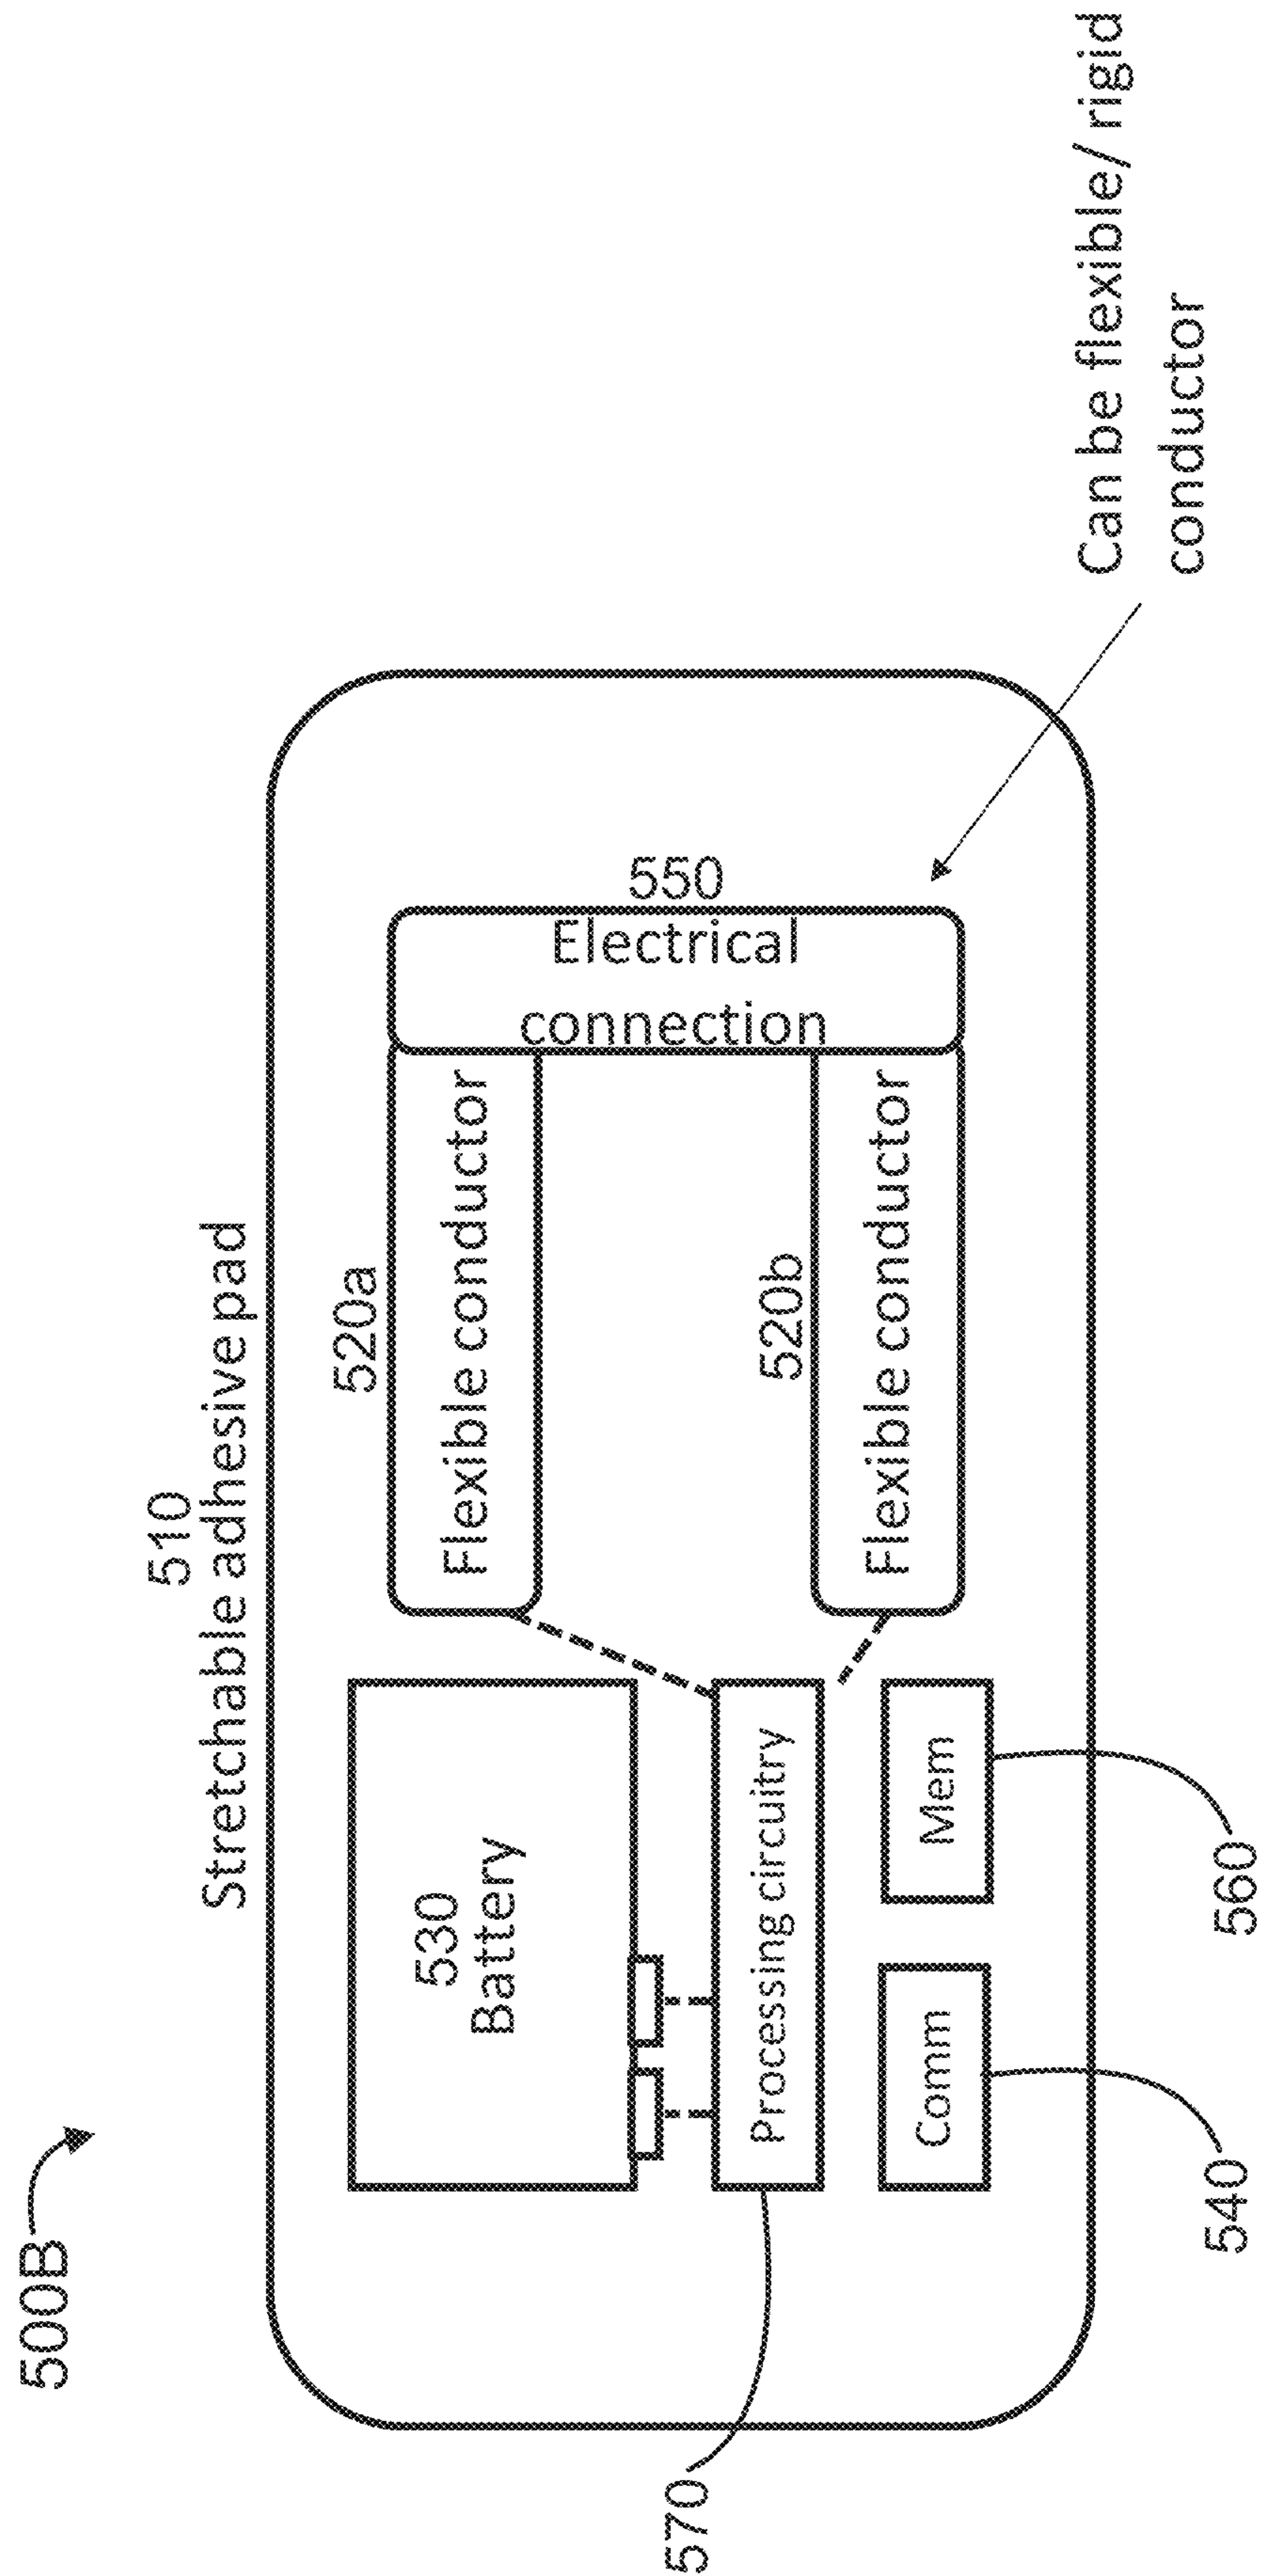 500B
510
Stretchable adhesive pad
520a
Flexible conductor
530
Battery
550
Electrical
connection
520b
Flexible conductor
Processing circuitry
570
Comm
Mem
540
560
Can be flexible/ rigid
conductor